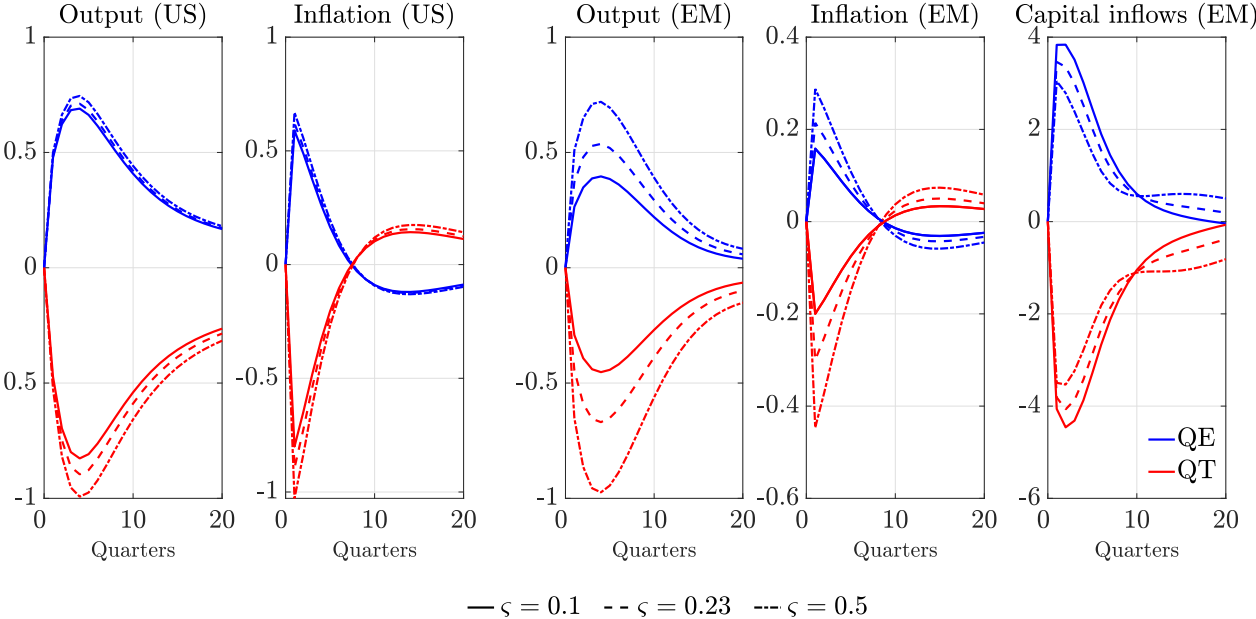 Output (US) Inflation (US) Output (EM) Inflation (EM) Capital inflows (EM)
1 1 1 0.4 4
0.5 0.5 0.5 0.2 2
0 0 0 0 0
0.5 -0.5 -0.5 -0.2 -2
-0.4 -4
-1 -1 -1 -0.6 -6
QE
QT
0 10 20 0 10 20 0 10 20 0 10 20 0 10 20
Quarters Quarters Quarters Quarters Quarters
ς = 0.1 ς = 0.23 ς = 0.5